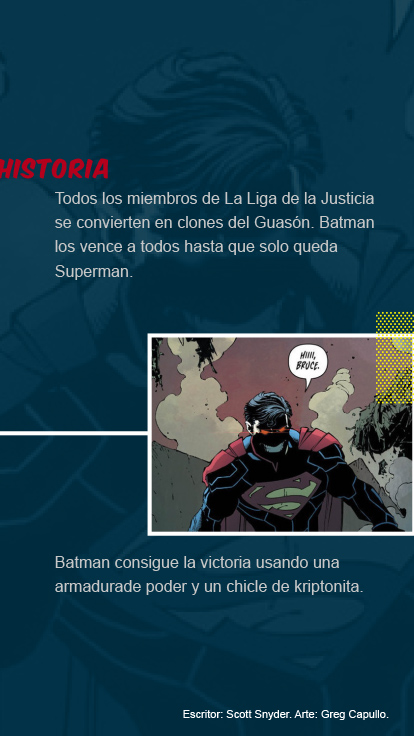 HISTORIA
Todos los miembros de La Liga de la Justicia
se convierten en clones del Guasón. Batman
los vence a todos hasta que solo queda
Superman.
HIIII,
BRUCE.
Batman consigue la victoria usando una
armadurade poder y un chicle de kriptonita.
Escritor: Scott Snyder. Arte: Greg Capullo.